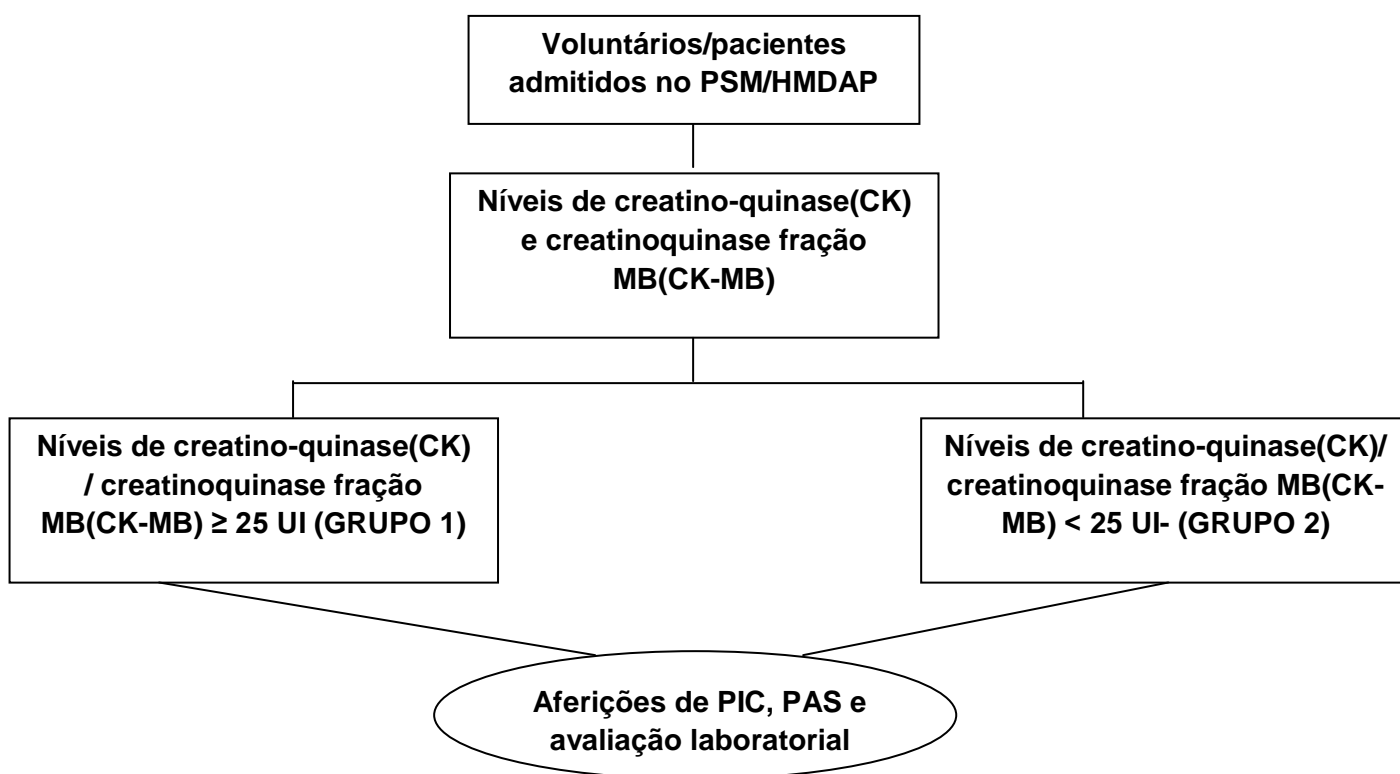 Voluntários/pacientes
admitidos no PSM/HMDAP
Níveis de creatino-quinase(CK)
e creatinoquinase fração
MB(CK-MB)
Níveis de creatino-quinase(CK)
/ creatinoquinase fração
MB(CK-MB) ≥ 25 UI (GRUPO 1)
Níveis de creatino-quinase(CK)/
creatinoquinase fração MB(CK-
MB) < 25 UI- (GRUPO 2)
Aferições de PIC, PAS e
avaliação laboratorial